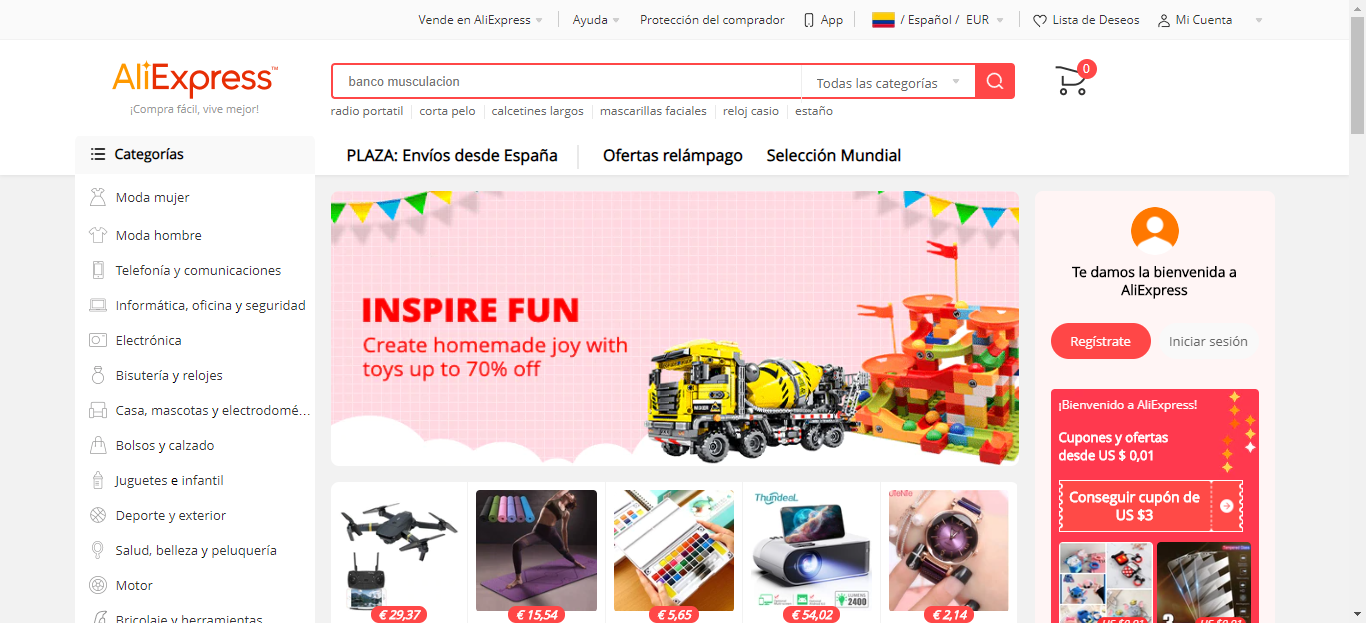 Vende en AliExpress
Ayuda
Protección del comprador
App
/ Español / EUR
Lista de Deseos
Mi Cuenta
AliExpress™
¡Compra fácil, vive mejor!
banco musculacion
Todas las categorías
0
radio portatil
corta pelo
calcetines largos
mascarillas faciales
reloj casio
estaño
Categorías
PLAZA: Envíos desde España
Ofertas relámpago
Selección Mundial
Moda mujer
Moda hombre
Telefonía y comunicaciones
Informática, oficina y seguridad
Electrónica
Bisutería y relojes
Casa, mascotas y electrodomé...
Bolsos y calzado
Juguetes e infantil
Deporte y exterior
Salud, belleza y peluquería
Motor
Bricolaje y herramientas
INSPIRE FUN
Create homemade joy with
toys up to 70% off
Te damos la bienvenida a
AliExpress
Regístrate
Iniciar sesión
¡Bienvenido a AliExpress!
Cupones y ofertas
desde US $ 0,01
Conseguir cupón de
US $3
ThundeaL
LUMENS
2400
€ 29,37
€ 15,54
€ 5,65
€ 54,02
€ 2,14
Tempered Glass
3
US $0,01
US $0,01